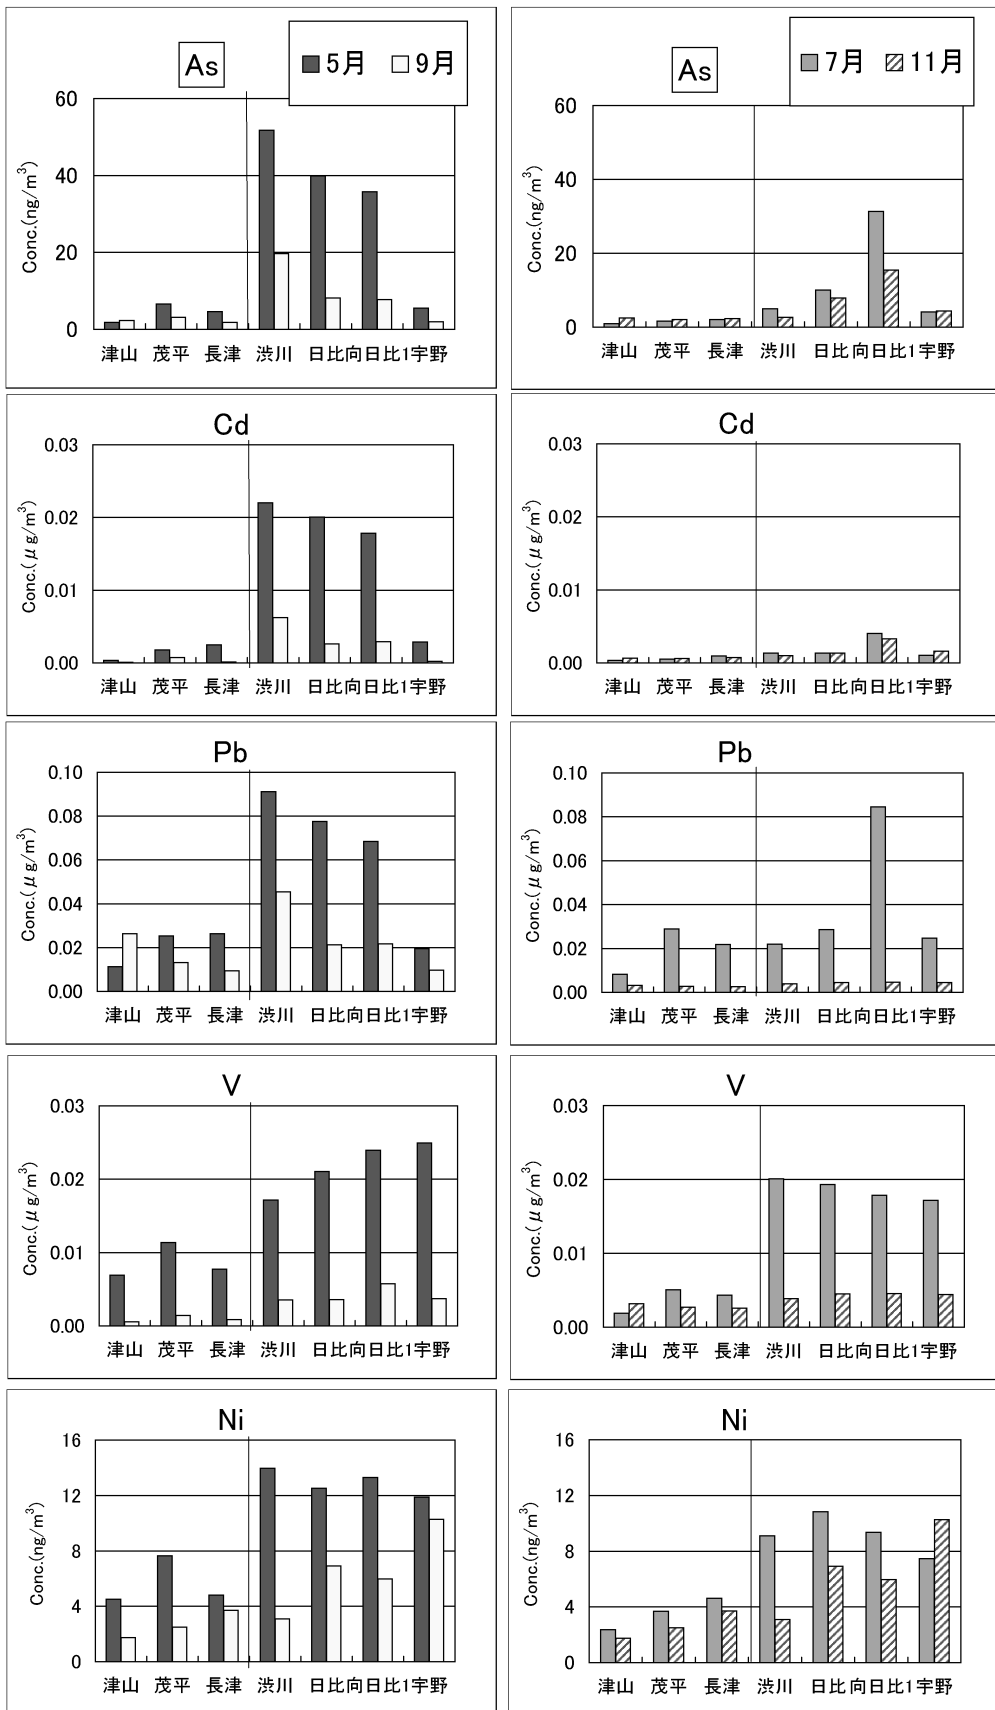 As
■ 5月 □ 9月
60
40
20
0
Conc.(ng/m³)
津山 茂平 長津 渋川 日比 向日比1 宇野
As
7月 11月
60
40
20
0
Conc.(ng/m³)
津山 茂平 長津 渋川 日比 向日比1 宇野
Cd
0.03
0.02
0.01
0.00
Conc.(μg/m³)
津山 茂平 長津 渋川 日比 向日比1 宇野
Cd
0.03
0.02
0.01
0.00
Conc.(μg/m³)
津山 茂平 長津 渋川 日比 向日比1 宇野
Pb
0.10
0.08
0.06
0.04
0.02
0.00
Conc.(μg/m³)
津山 茂平 長津 渋川 日比 向日比1 宇野
Pb
0.10
0.08
0.06
0.04
0.02
0.00
Conc.(μg/m³)
津山 茂平 長津 渋川 日比 向日比1 宇野
V
0.03
0.02
0.01
0.00
Conc.(μg/m³)
津山 茂平 長津 渋川 日比 向日比1 宇野
V
0.03
0.02
0.01
0.00
Conc.(μg/m³)
津山 茂平 長津 渋川 日比 向日比1 宇野
Ni
16
12
8
4
0
Conc.(ng/m³)
津山 茂平 長津 渋川 日比 向日比1 宇野
Ni
16
12
8
4
0
Conc.(ng/m³)
津山 茂平 長津 渋川 日比 向日比1 宇野